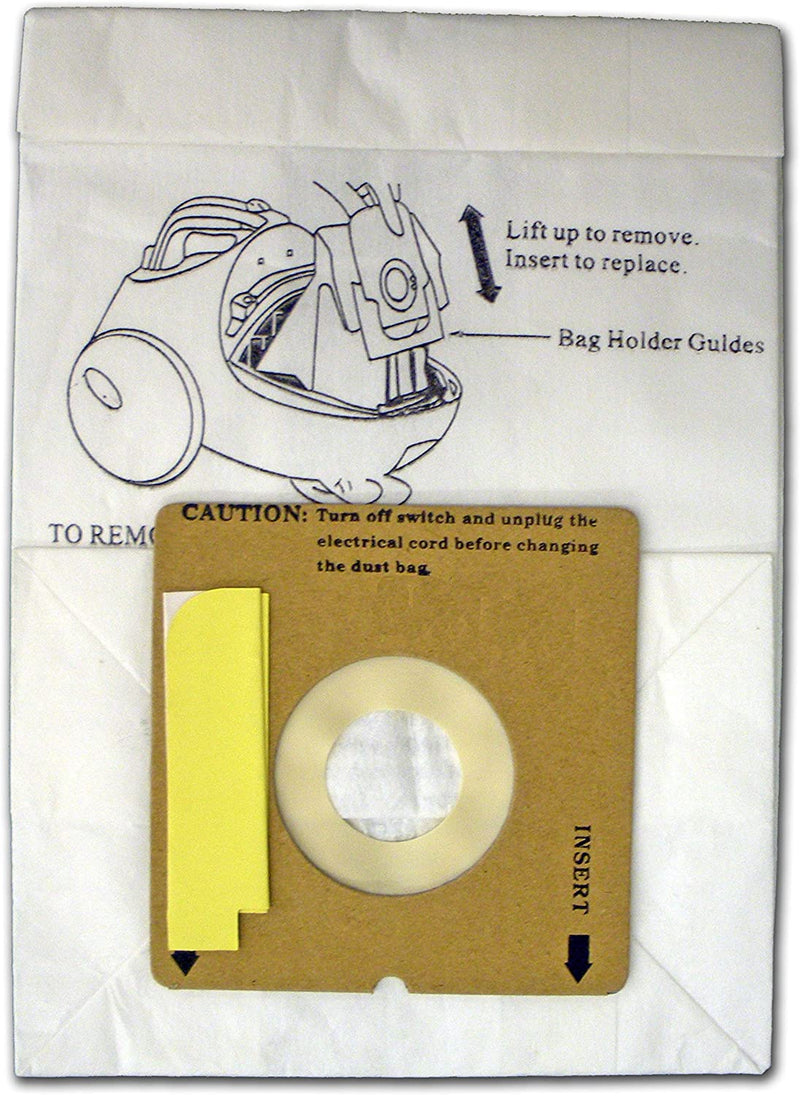 Lift up to remove.
Insert to replace.
Bag Holder Guides
TO REMO
CAUTION: Turn off switch and unplug the
electrical cord before changing
the dust bag.
INSERT